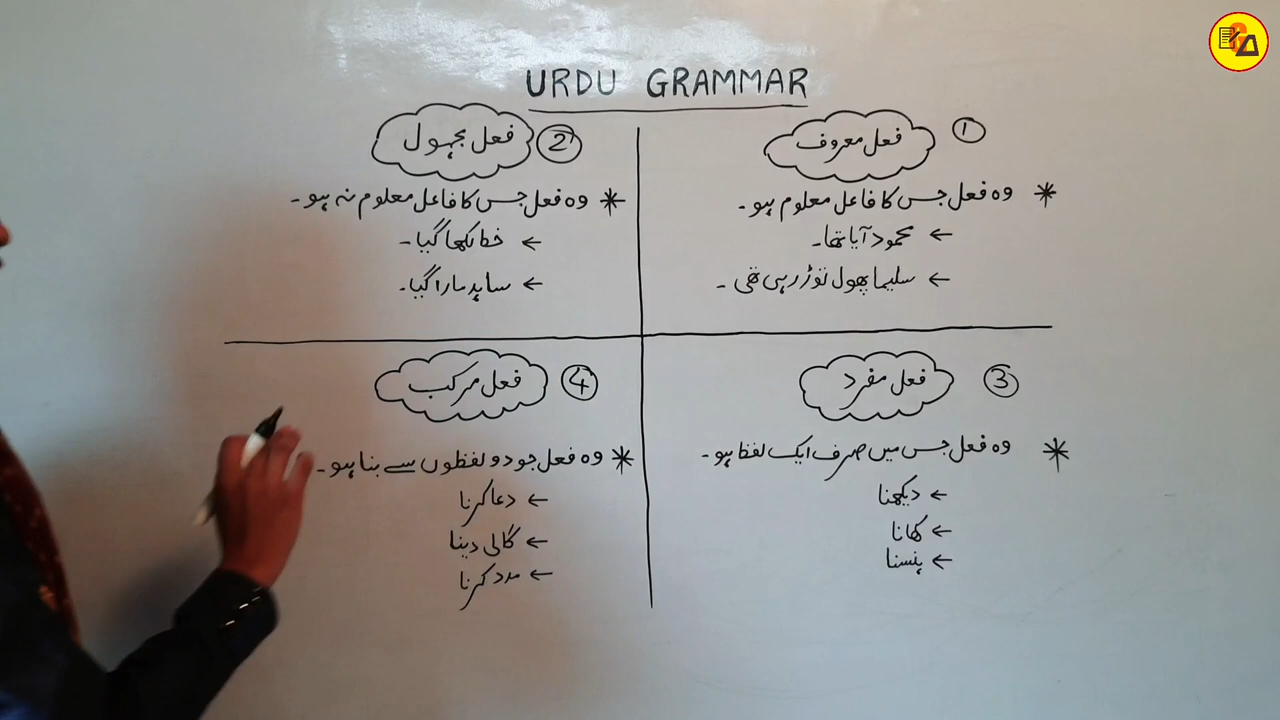 URDU GRAMMAR
① فعل معروف
* وہ فعل جس کا فاعل معلوم ہو۔
← محمود آیا تھا۔
← سلیما پھول توڑ رہی تھی۔
② فعل مجہول
* وہ فعل جس کا فاعل معلوم نہ ہو۔
← خط لکھا گیا۔
← ساہد مارا گیا۔
③ فعل مفرد
* وہ فعل جس میں صرف ایک لفظ ہو۔
← دیکھنا
← کھانا
← ہنسنا
④ فعل مرکب
* وہ فعل جو دو لفظوں سے بنا ہو۔
← دعا کرنا
← گالی دینا
← مدد کرنا